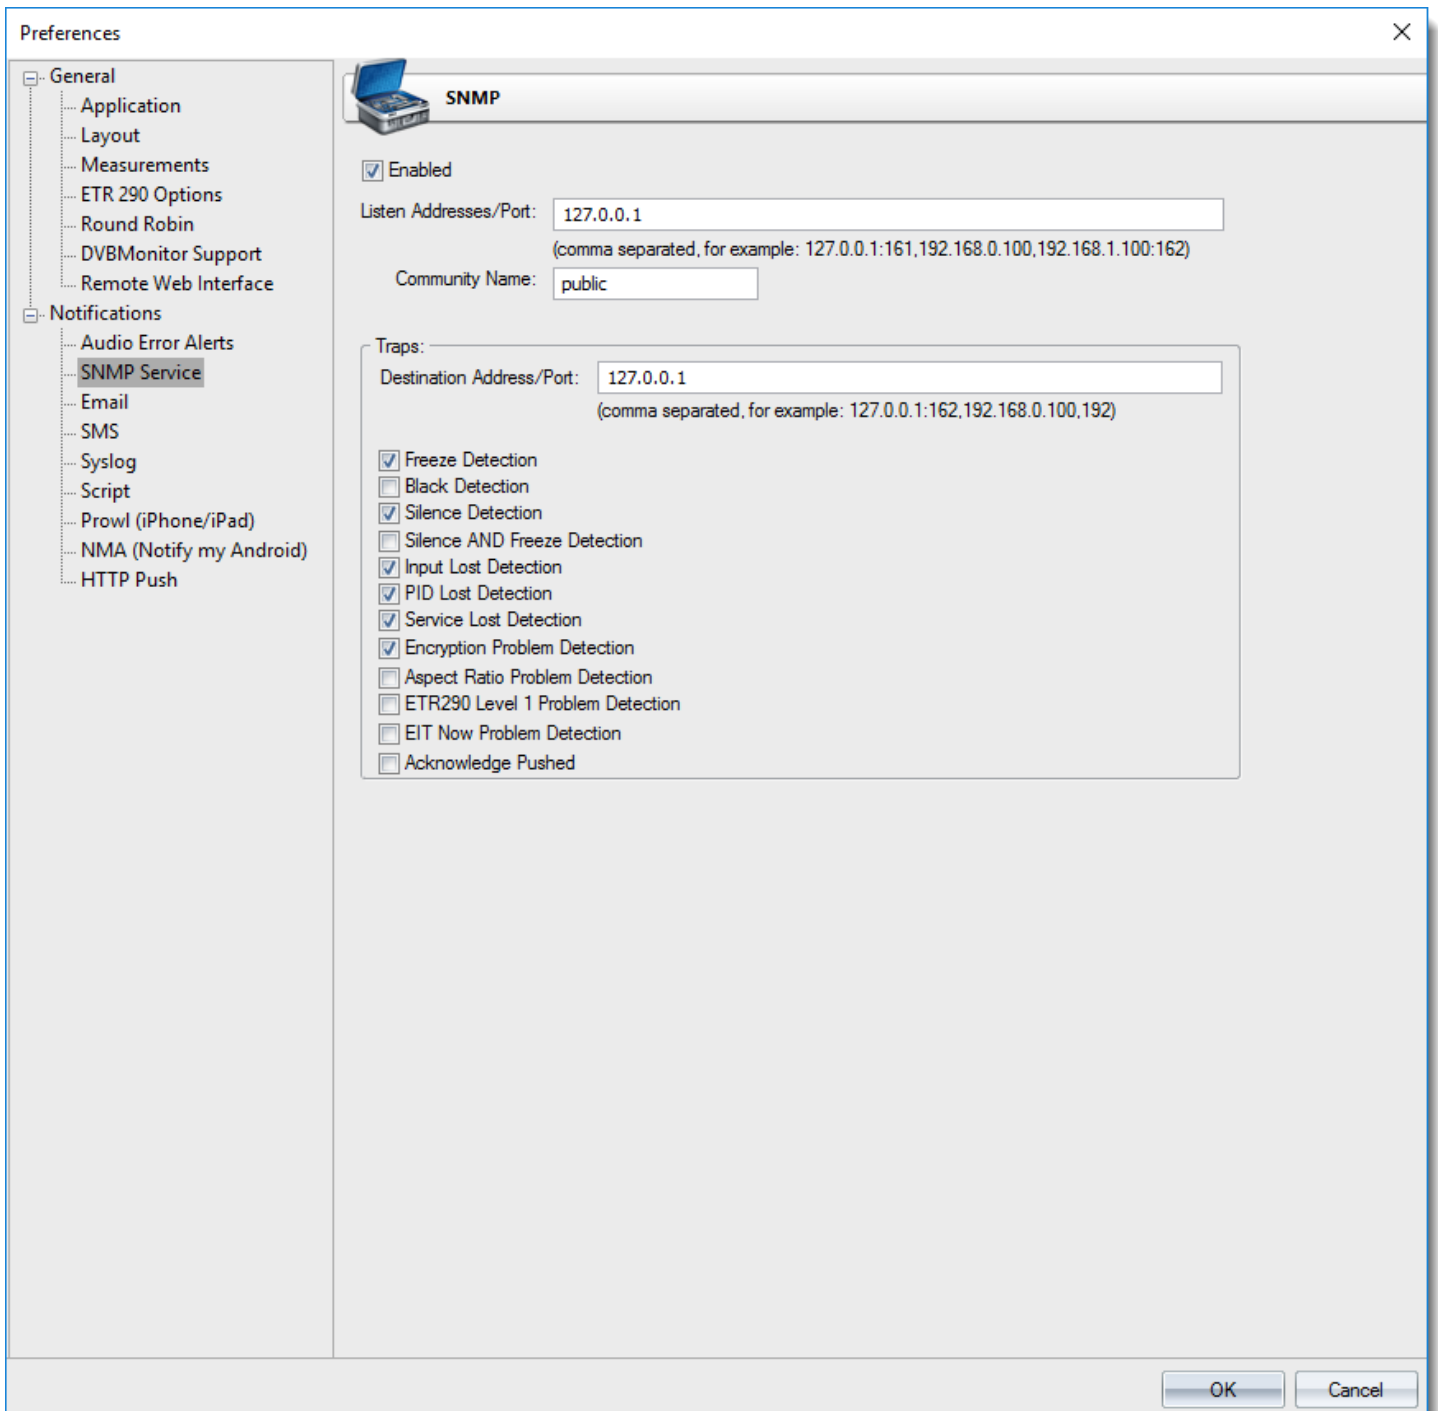 Preferences
General
Application
Layout
Measurements
ETR 290 Options
Round Robin
DVBMonitor Support
Remote Web Interface
Notifications
Audio Error Alerts
SNMP Service
Email
SMS
Syslog
Script
Prowl (iPhone/iPad)
NMA (Notify my Android)
HTTP Push
SNMP
Enabled
Listen Addresses/Port: 127.0.0.1
(comma separated, for example: 127.0.0.1:161,192.168.0.100,192.168.1.100:162)
Community Name: public
Traps:
Destination Address/Port: 127.0.0.1
(comma separated, for example: 127.0.0.1:162,192.168.0.100,192)
Freeze Detection
Black Detection
Silence Detection
Silence AND Freeze Detection
Input Lost Detection
PID Lost Detection
Service Lost Detection
Encryption Problem Detection
Aspect Ratio Problem Detection
ETR290 Level 1 Problem Detection
EIT Now Problem Detection
Acknowledge Pushed
OK Cancel